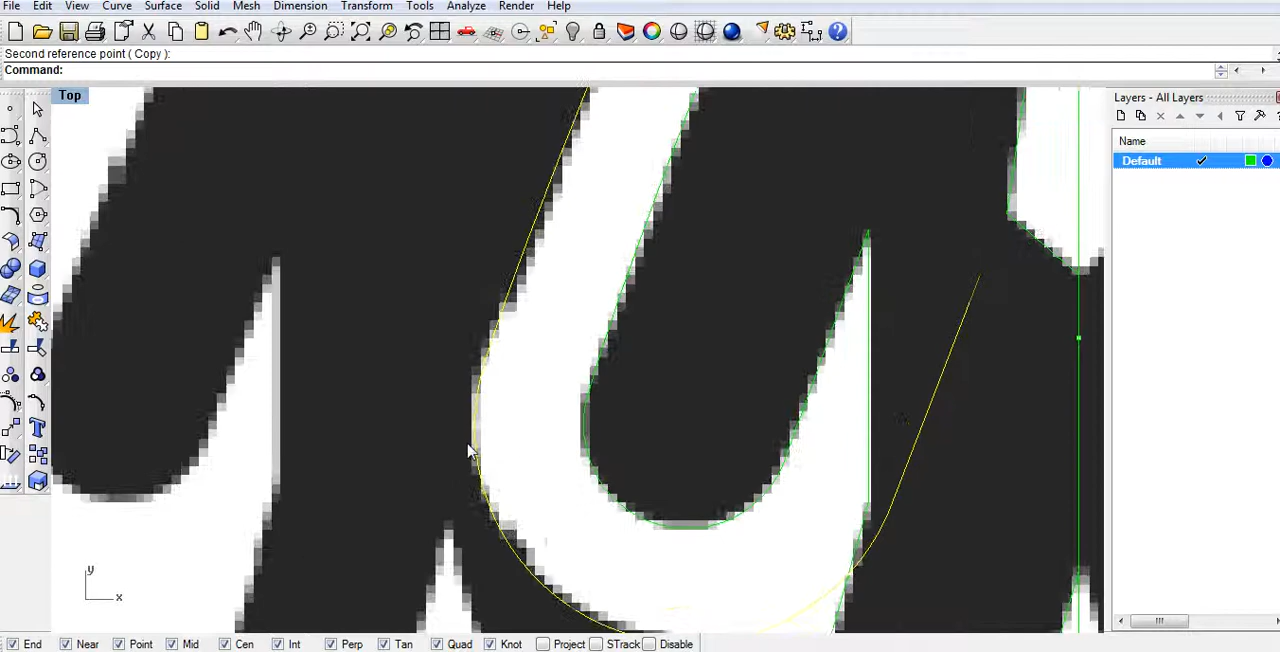 File Edit View Curve Surface Solid Mesh Dimension Transform Tools Analyze Render Help
Second reference point ( Copy ):
Command:
Top
Layers - All Layers
Name
Default
y
x
End Near Point Mid Cen Int Perp Tan Quad Knot Project STrack Disable